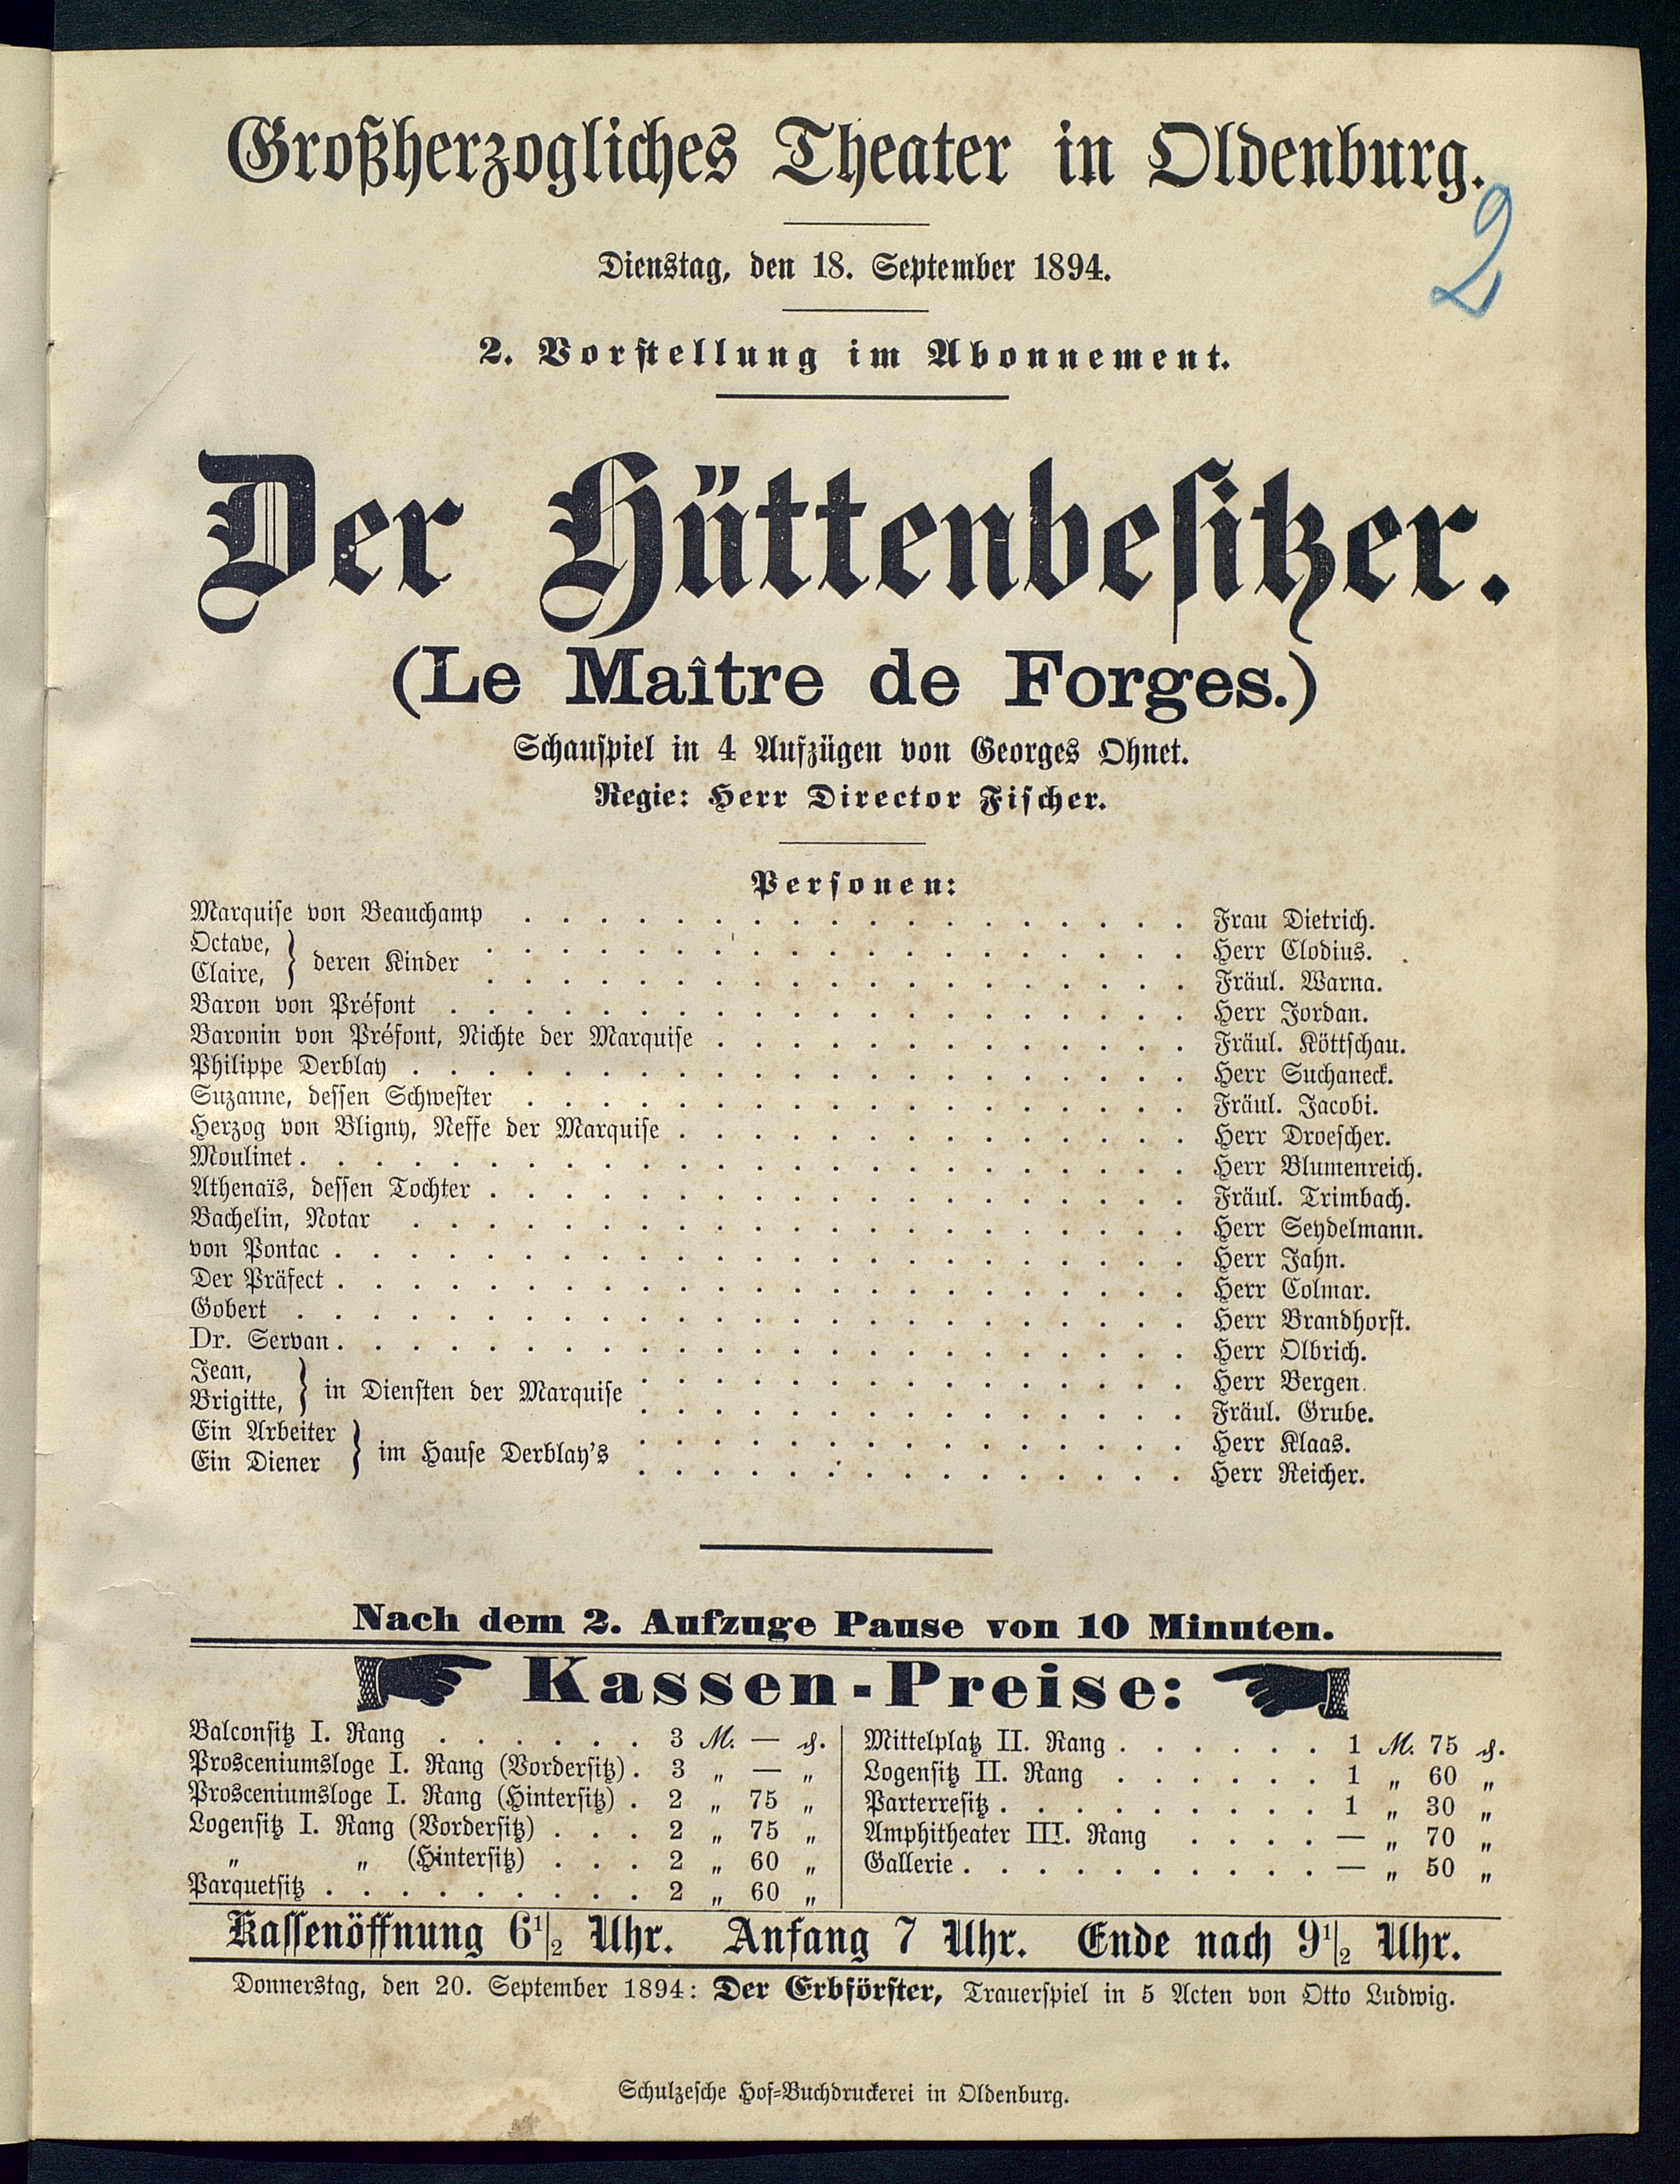 Großherzogliches Theater in Oldenburg.
2
Dienstag, den 18. September 1894.
2. Vorstellung im Abonnement.
Der Hüttenbesitzer.
(Le Maître de Forges.)
Schauspiel in 4 Aufzügen von Georges Ohnet.
Regie: Herr Director Fischer.
Personen:
Marquise von Beauchamp . . . . . . . . . . . . . . . . . . Frau Dietrich.
Octave, } deren Kinder . . . . . . . . . . . . . . . . . . . Herr Clodius.
Claire, . . . . . . . . . . . . . . . . . . . Fräul. Warna.
Baron von Préfont . . . . . . . . . . . . . . . . . . . . Herr Jordan.
Baronin von Préfont, Nichte der Marquise . . . . . . . . . . . . . Fräul. Köttschau.
Philippe Derblay . . . . . . . . . . . . . . . . . . . . . Herr Suchaneck.
Suzanne, dessen Schwester . . . . . . . . . . . . . . . . . . Fräul. Jacobi.
Herzog von Bligny, Neffe der Marquise . . . . . . . . . . . . . . Herr Droescher.
Moulinet . . . . . . . . . . . . . . . . . . . . . . . . Herr Blumenreich.
Athenaïs, dessen Tochter . . . . . . . . . . . . . . . . . . . Fräul. Trimbach.
Bachelin, Notar . . . . . . . . . . . . . . . . . . . . . Herr Seydelmann.
von Pontac . . . . . . . . . . . . . . . . . . . . . . . Herr Jahn.
Der Präfect . . . . . . . . . . . . . . . . . . . . . . . Herr Colmar.
Gobert . . . . . . . . . . . . . . . . . . . . . . . . Herr Brandhorst.
Dr. Servan . . . . . . . . . . . . . . . . . . . . . . . Herr Olbrich.
Jean, } in Diensten der Marquise . . . . . . . . . . . . . . . Herr Bergen.
Brigitte, . . . . . . . . . . . . . . . Fräul. Grube.
Ein Arbeiter } im Hause Derblay's . . . . . . . . . . . . . . . Herr Klaas.
Ein Diener . . . . . . . . . . . . . . . Herr Reicher.
Nach dem 2. Aufzuge Pause von 10 Minuten.
Kassen-Preise:
Balconsitz I. Rang . . . . . . 3 M. — ₰.
Prosceniumsloge I. Rang (Vordersitz) . 3 „ — „
Prosceniumsloge I. Rang (Hintersitz) . 2 „ 75 „
Logensitz I. Rang (Vordersitz) . . . 2 „ 75 „
„ „ (Hintersitz) . . . 2 „ 60 „
Parquetsitz . . . . . . . . . 2 „ 60 „
Mittelplatz II. Rang . . . . . . 1 M. 75 ₰.
Logensitz II. Rang . . . . . . 1 „ 60 „
Parterresitz . . . . . . . . . 1 „ 30 „
Amphitheater III. Rang . . . . — „ 70 „
Gallerie . . . . . . . . . . — „ 50 „
Kassenöffnung 6½ Uhr. Anfang 7 Uhr. Ende nach 9½ Uhr.
Donnerstag, den 20. September 1894: Der Erbförster, Trauerspiel in 5 Acten von Otto Ludwig.
Schulzesche Hof-Buchdruckerei in Oldenburg.